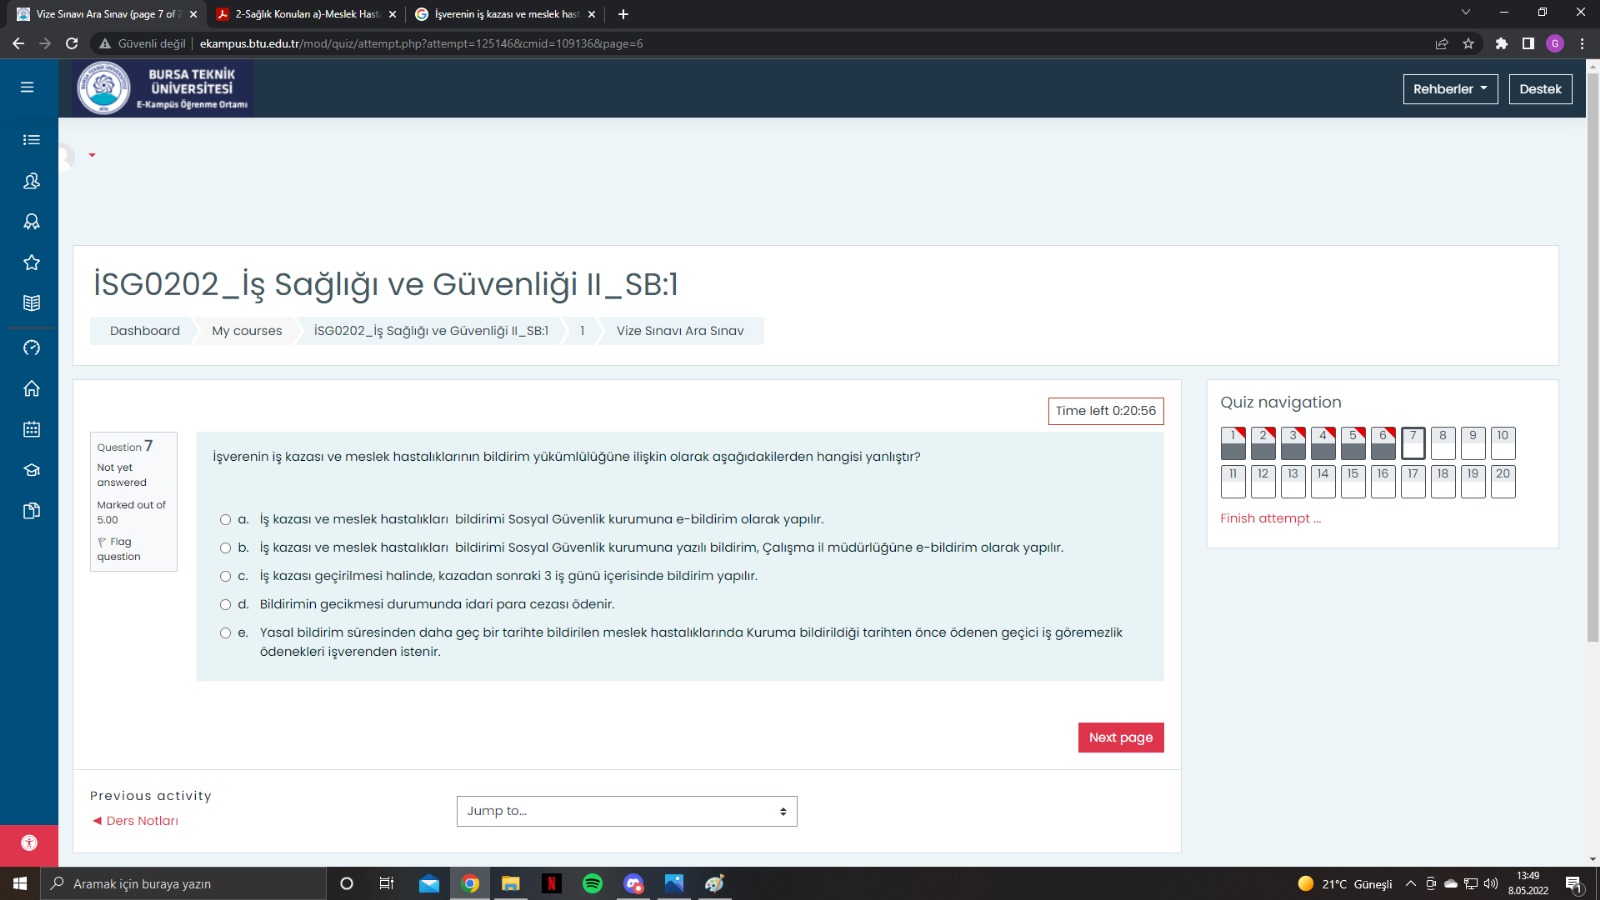 Vize Sınavı Ara Sınav (page 7 of 2
2-Sağlık Konuları a)-Meslek Hast
İşverenin iş kazası ve meslek hast
Güvenli değil
ekampus.btu.edu.tr/mod/quiz/attempt.php?attempt=125146&cmid=109136&page=6
G
BURSA TEKNİK
ÜNİVERSİTESİ
E-Kampüs Öğrenme Ortamı
Rehberler
Destek
İSG0202_İş Sağlığı ve Güvenliği II_SB:1
Dashboard
My courses
İSG0202_İş Sağlığı ve Güvenliği II_SB:1
1
Vize Sınavı Ara Sınav
Time left 0:20:56
Question 7
Not yet
answered
Marked out of
5.00
Flag
question
İşverenin iş kazası ve meslek hastalıklarının bildirim yükümlülüğüne ilişkin olarak aşağıdakilerden hangisi yanlıştır?
a. İş kazası ve meslek hastalıkları bildirimi Sosyal Güvenlik kurumuna e-bildirim olarak yapılır.
b. İş kazası ve meslek hastalıkları bildirimi Sosyal Güvenlik kurumuna yazılı bildirim, Çalışma il müdürlüğüne e-bildirim olarak yapılır.
c. İş kazası geçirilmesi halinde, kazadan sonraki 3 iş günü içerisinde bildirim yapılır.
d. Bildirimin gecikmesi durumunda idari para cezası ödenir.
e. Yasal bildirim süresinden daha geç bir tarihte bildirilen meslek hastalıklarında Kuruma bildirildiği tarihten önce ödenen geçici iş göremezlik
ödenekleri işverenden istenir.
Next page
Previous activity
◄ Ders Notları
Jump to...
Quiz navigation
1 2 3 4 5 6 7 8 9 10
11 12 13 14 15 16 17 18 19 20
Finish attempt ...
Aramak için buraya yazın
N
21°C Güneşli
13:49
8.05.2022
1